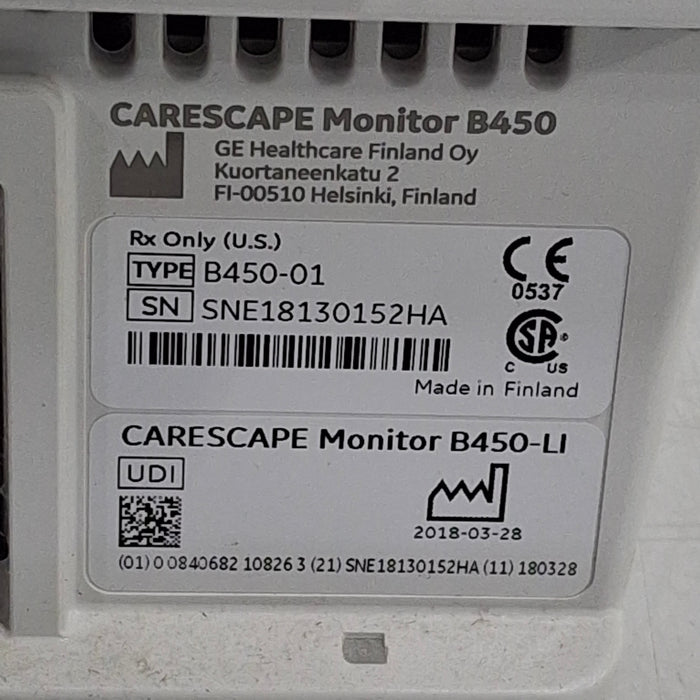 CARESCAPE Monitor B450
GE Healthcare Finland Oy
Kuortaneenkatu 2
FI-00510 Helsinki, Finland
Rx Only (U.S.)
TYPE B450-01
CE
0537
SN SNE18130152HA
SA
C US
Made in Finland
CARESCAPE Monitor B450-LI
UDI
2018-03-28
(01) 0 0840682 10826 3 (21) SNE18130152HA (11) 180328